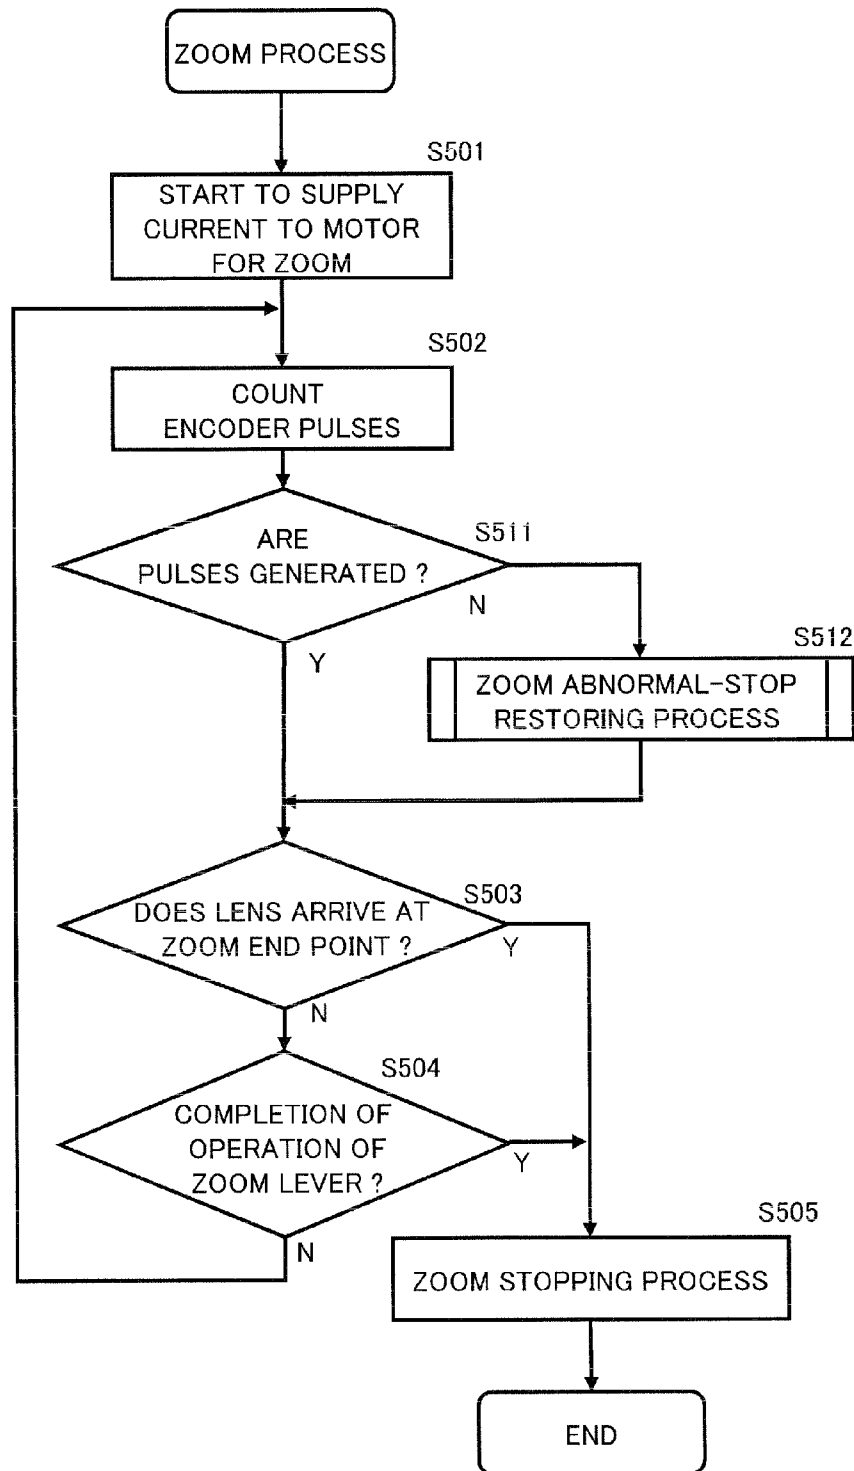 ZOOM PROCESS
S501
START TO SUPPLY
CURRENT TO MOTOR
FOR ZOOM
S502
COUNT
ENCODER PULSES
S511
ARE
PULSES GENERATED ?
N
Y
S512
ZOOM ABNORMAL-STOP
RESTORING PROCESS
S503
DOES LENS ARRIVE AT
ZOOM END POINT ?
Y
N
S504
COMPLETION OF
OPERATION OF
ZOOM LEVER ?
Y
N
S505
ZOOM STOPPING PROCESS
END